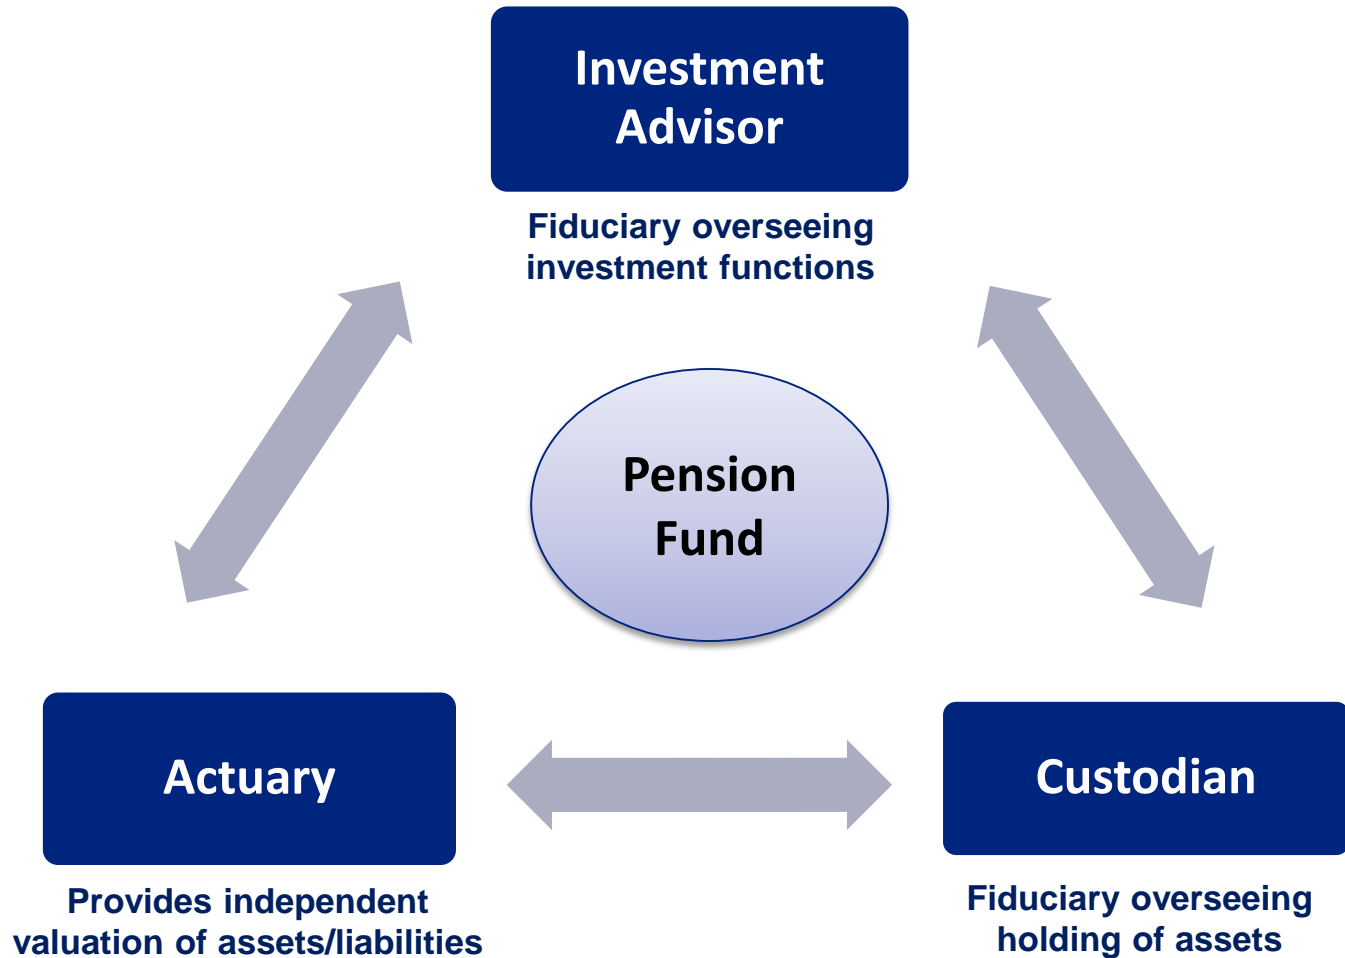 Investment
Advisor
Fiduciary overseeing
investment functions
Pension
Fund
Actuary
Provides independent
valuation of assets/liabilities
Custodian
Fiduciary overseeing
holding of assets